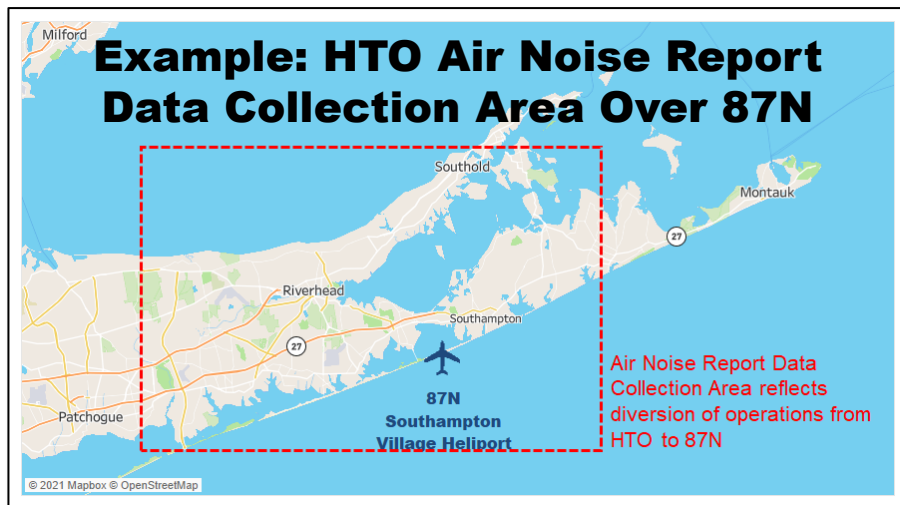 Milford
Example: HTO Air Noise Report
Data Collection Area Over 87N
Southold
Montauk
27
Riverhead
Southampton
27
87N
Southampton
Village Heliport
Air Noise Report Data
Collection Area reflects
diversion of operations from
HTO to 87N
Patchogue
© 2021 Mapbox © OpenStreetMap